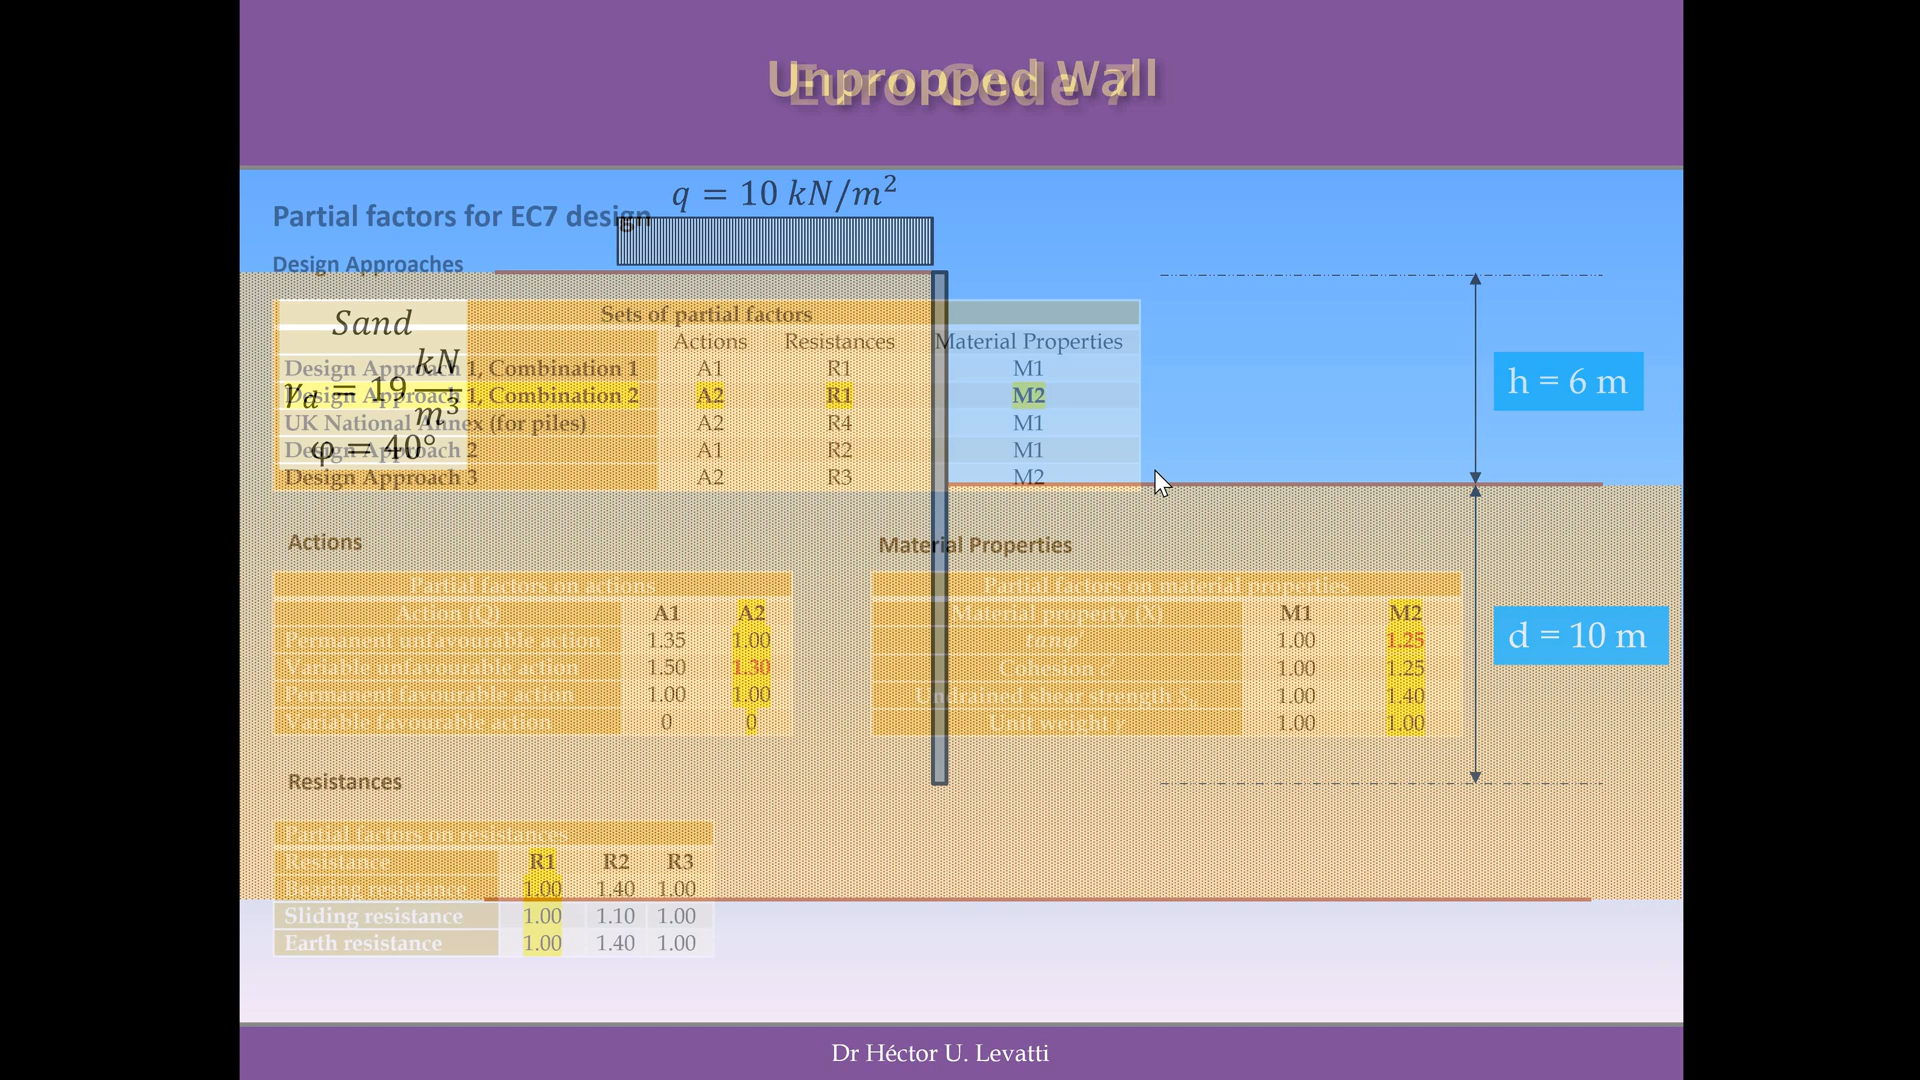 Unpropped Wall
Euro Code 7
q = 10 kN/m²
Partial factors for EC7 design
Design Approaches
Sand
γd = 19 kN/m³
φ = 40°
Sets of partial factors
Actions Resistances Material Properties
Design Approach 1, Combination 1 A1 R1 M1
Design Approach 1, Combination 2 A2 R1 M2
UK National Annex (for piles) A2 R4 M1
Design Approach 2 A1 R2 M1
Design Approach 3 A2 R3 M2
h = 6 m
Actions
Partial factors on actions
Action (Q) A1 A2
Permanent unfavourable action 1.35 1.00
Variable unfavourable action 1.50 1.30
Permanent favourable action 1.00 1.00
Variable favourable action 0 0
Material Properties
Partial factors on material properties
Material property (X) M1 M2
tanφ' 1.00 1.25
Cohesion c' 1.00 1.25
Undrained shear strength Su 1.00 1.40
Unit weight γ 1.00 1.00
d = 10 m
Resistances
Partial factors on resistances
Resistance R1 R2 R3
Bearing resistance 1.00 1.40 1.00
Sliding resistance 1.00 1.10 1.00
Earth resistance 1.00 1.40 1.00
Dr Héctor U. Levatti